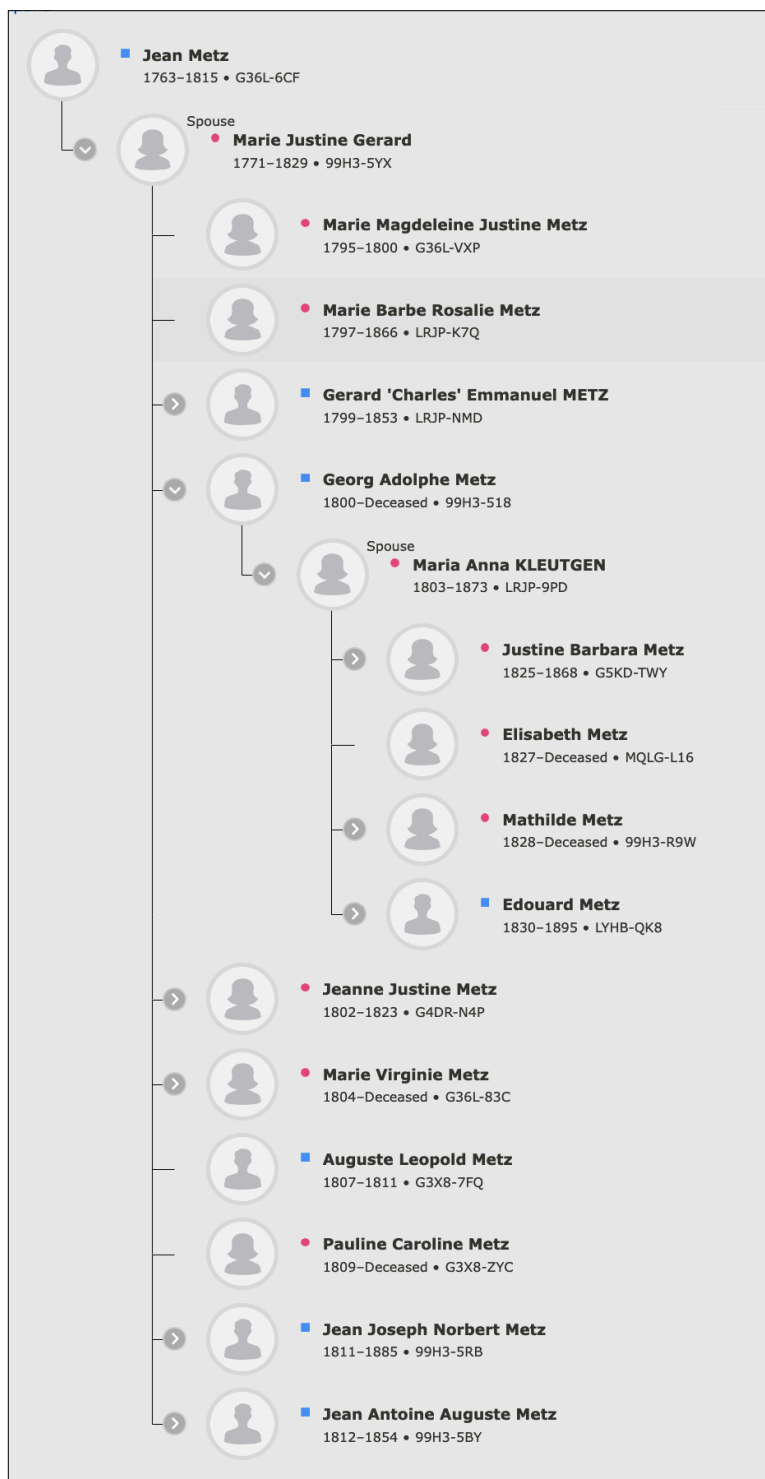 Jean Metz
1763–1815 • G36L-6CF
Spouse
Marie Justine Gerard
1771–1829 • 99H3-5YX
Marie Magdeleine Justine Metz
1795–1800 • G36L-VXP
Marie Barbe Rosalie Metz
1797–1866 • LRJP-K7Q
Gerard 'Charles' Emmanuel METZ
1799–1853 • LRJP-NMD
Georg Adolphe Metz
1800–Deceased • 99H3-518
Spouse
Maria Anna KLEUTGEN
1803–1873 • LRJP-9PD
Justine Barbara Metz
1825–1868 • G5KD-TWY
Elisabeth Metz
1827–Deceased • MQLG-L16
Mathilde Metz
1828–Deceased • 99H3-R9W
Edouard Metz
1830–1895 • LYHB-QK8
Jeanne Justine Metz
1802–1823 • G4DR-N4P
Marie Virginie Metz
1804–Deceased • G36L-83C
Auguste Leopold Metz
1807–1811 • G3X8-7FQ
Pauline Caroline Metz
1809–Deceased • G3X8-ZYC
Jean Joseph Norbert Metz
1811–1885 • 99H3-5RB
Jean Antoine Auguste Metz
1812–1854 • 99H3-5BY